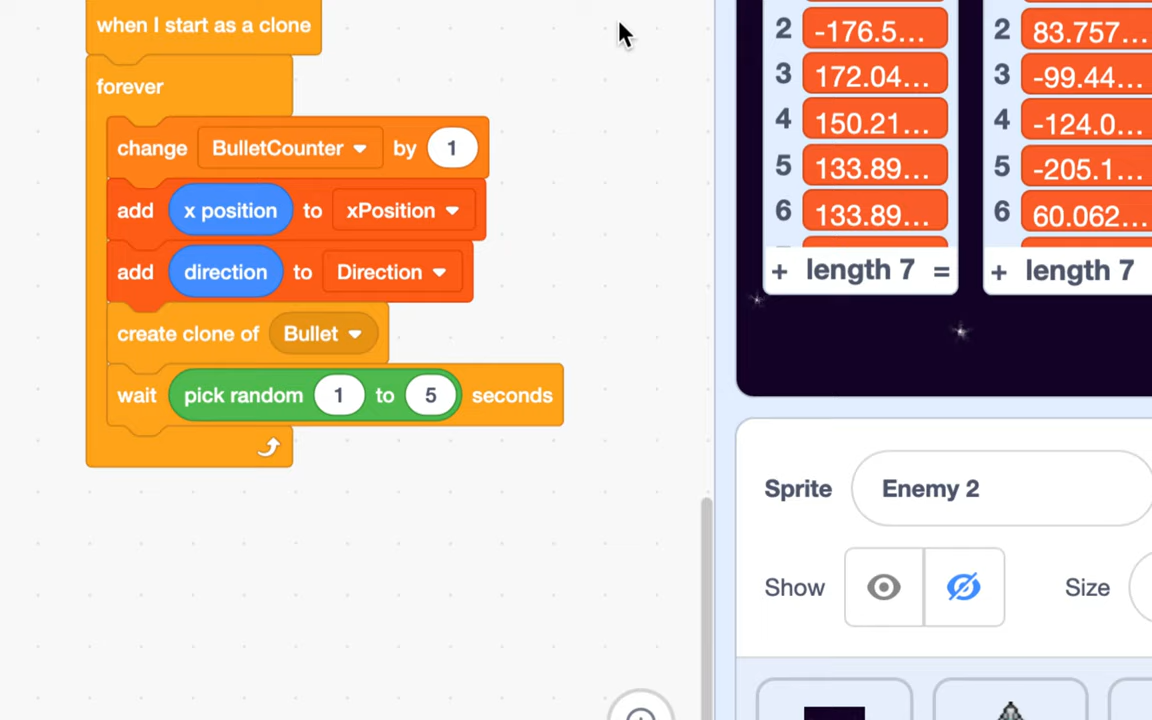 when I start as a clone
forever
change BulletCounter by 1
add x position to xPosition
add direction to Direction
create clone of Bullet
wait pick random 1 to 5 seconds
2 -176.5...
3 172.04...
4 150.21...
5 133.89...
6 133.89...
+ length 7 =
2 83.757...
3 -99.44...
4 -124.0...
5 -205.1...
6 60.062...
+ length 7
Sprite Enemy 2
Show Size